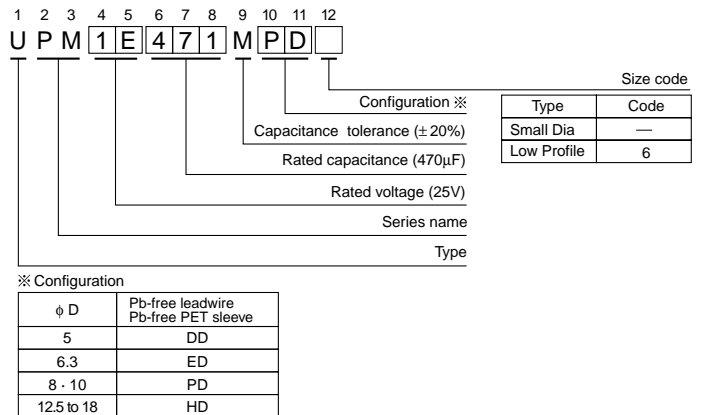 1 2 3 4 5 6 7 8 9 10 11 12
U P M 1 E 4 7 1 M P D
Size code
Configuration ※
Capacitance tolerance (± 20%)
Rated capacitance (470μF)
Rated voltage (25V)
Series name
Type
Type Code
Small Dia —
Low Profile 6
※ Configuration
ϕ D Pb-free leadwire
Pb-free PET sleeve
5 DD
6.3 ED
8 · 10 PD
12.5 to 18 HD